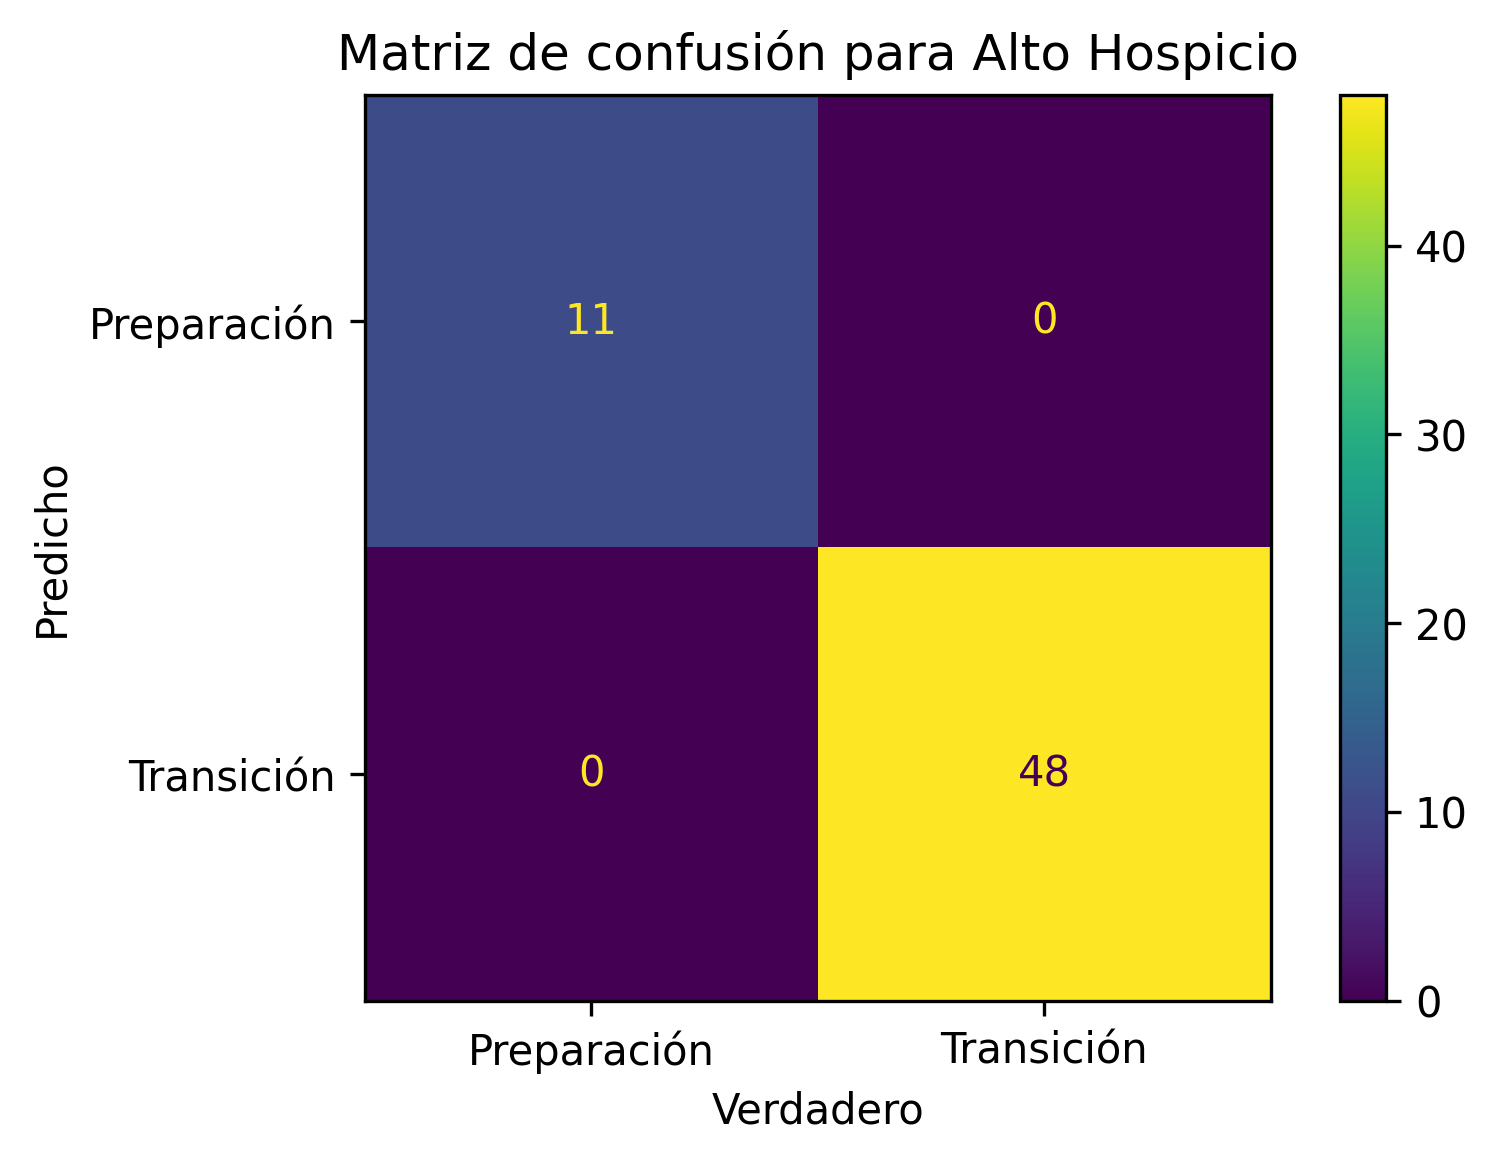 Matriz de confusión para Alto Hospicio
Predicho
Preparación
Transición
11
0
0
48
Preparación
Transición
Verdadero
40
30
20
10
0